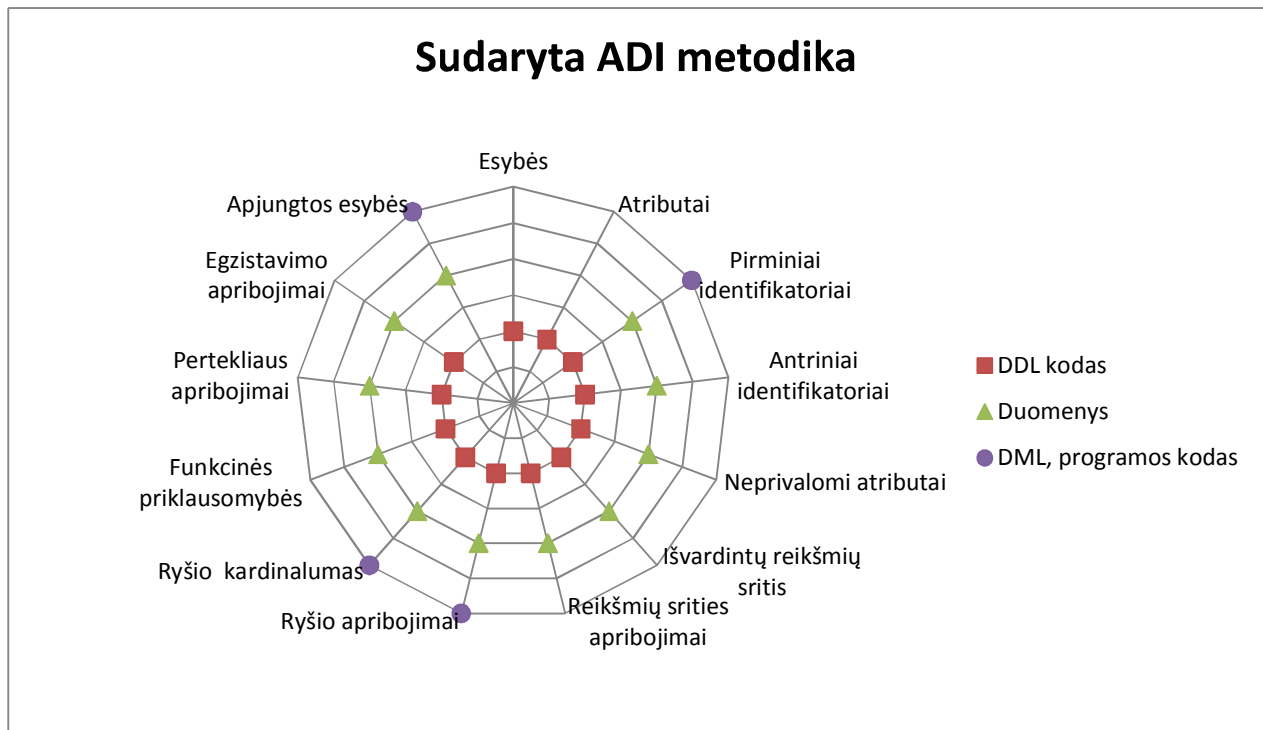 Sudaryta ADI metodika
Esybės
Atributai
Pirminiai
identifikatoriai
Antriniai
identifikatoriai
Neprivalomi atributai
Išvardintų reikšmių
sritis
Reikšmių srities
apribojimai
Ryšio apribojimai
Ryšio kardinalumas
Funkcinės
priklausomybės
Pertekliaus
apribojimai
Egzistavimo
apribojimai
Apjungtos esybės
DDL kodas
Duomenys
DML, programos kodas